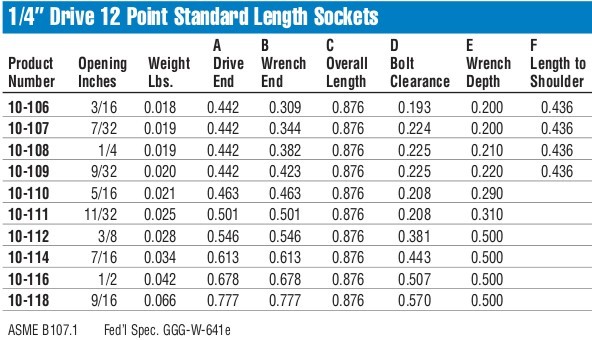 1/4” Drive 12 Point Standard Length Sockets
A B C D E F
Product Opening Weight Drive Wrench Overall Bolt Wrench Length to
Number Inches Lbs. End End Length Clearance Depth Shoulder
10-106 3/16 0.018 0.442 0.309 0.876 0.193 0.200 0.436
10-107 7/32 0.019 0.442 0.344 0.876 0.224 0.200 0.436
10-108 1/4 0.019 0.442 0.382 0.876 0.225 0.210 0.436
10-109 9/32 0.020 0.442 0.423 0.876 0.225 0.220 0.436
10-110 5/16 0.021 0.463 0.463 0.876 0.208 0.290
10-111 11/32 0.025 0.501 0.501 0.876 0.208 0.310
10-112 3/8 0.028 0.546 0.546 0.876 0.381 0.500
10-114 7/16 0.034 0.613 0.613 0.876 0.443 0.500
10-116 1/2 0.042 0.678 0.678 0.876 0.507 0.500
10-118 9/16 0.066 0.777 0.777 0.876 0.570 0.500
ASME B107.1 Fed'l Spec. GGG-W-641e